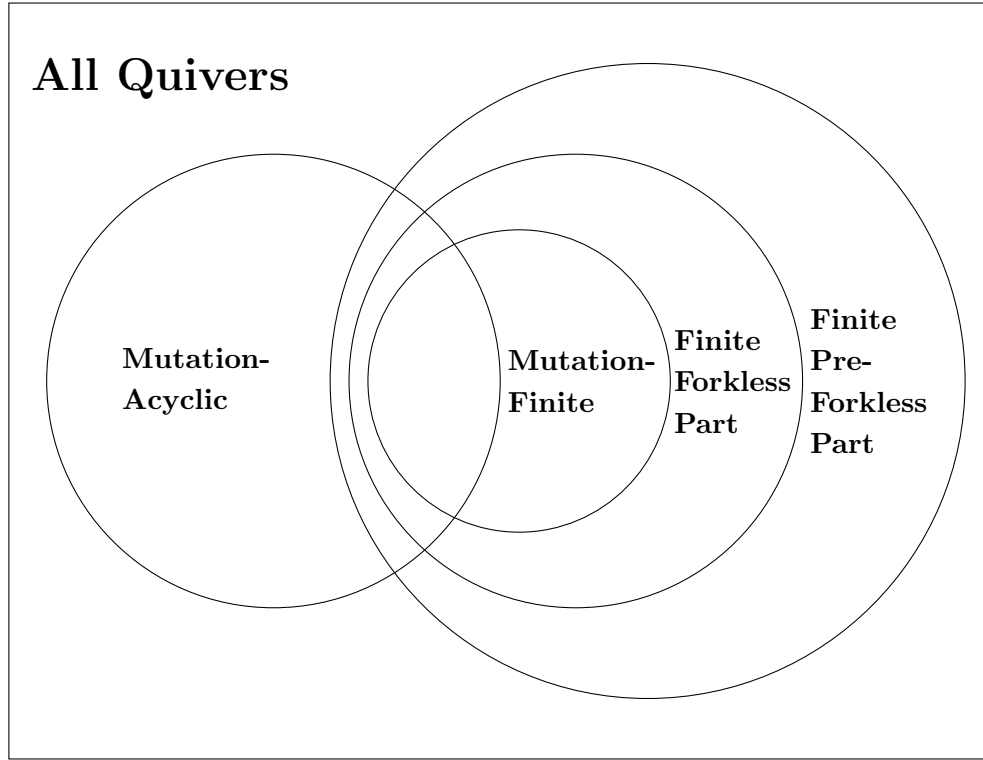 All Quivers
Mutation-
Acyclic
Mutation-
Finite
Finite
Forkless
Part
Finite
Pre-
Forkless
Part